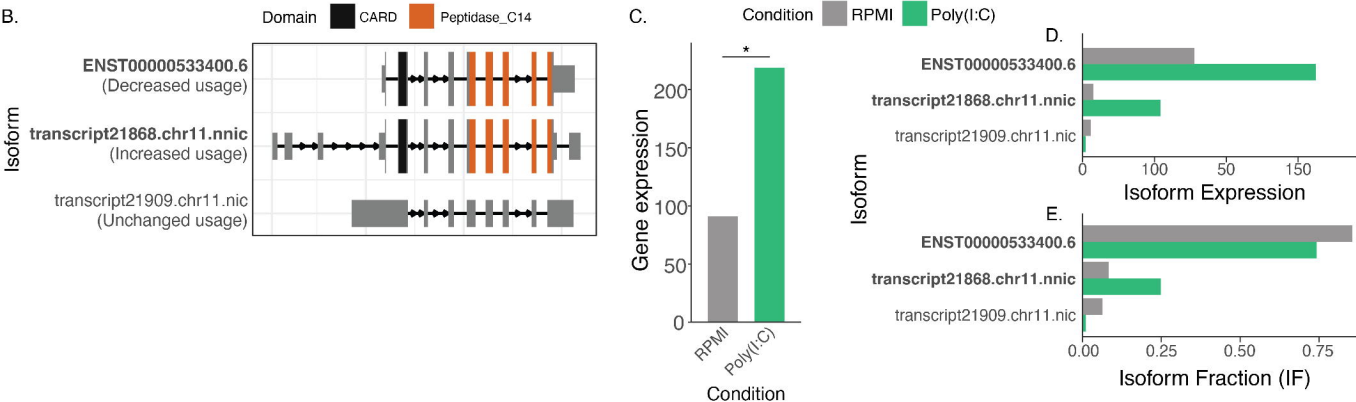 B.
Domain CARD Peptidase_C14
Isoform
ENST00000533400.6
(Decreased usage)
transcript21868.chr11.nnic
(Increased usage)
transcript21909.chr11.nic
(Unchanged usage)
C.
Condition RPMI Poly(I:C)
Gene expression
*
200
150
100
50
0
RPMI
Poly(I:C)
Condition
Isoform
D.
ENST00000533400.6
transcript21868.chr11.nnic
transcript21909.chr11.nic
0 100 50 150
Isoform Expression
E.
ENST00000533400.6
transcript21868.chr11.nnic
transcript21909.chr11.nic
0.00 0.25 0.50 0.75
Isoform Fraction (IF)